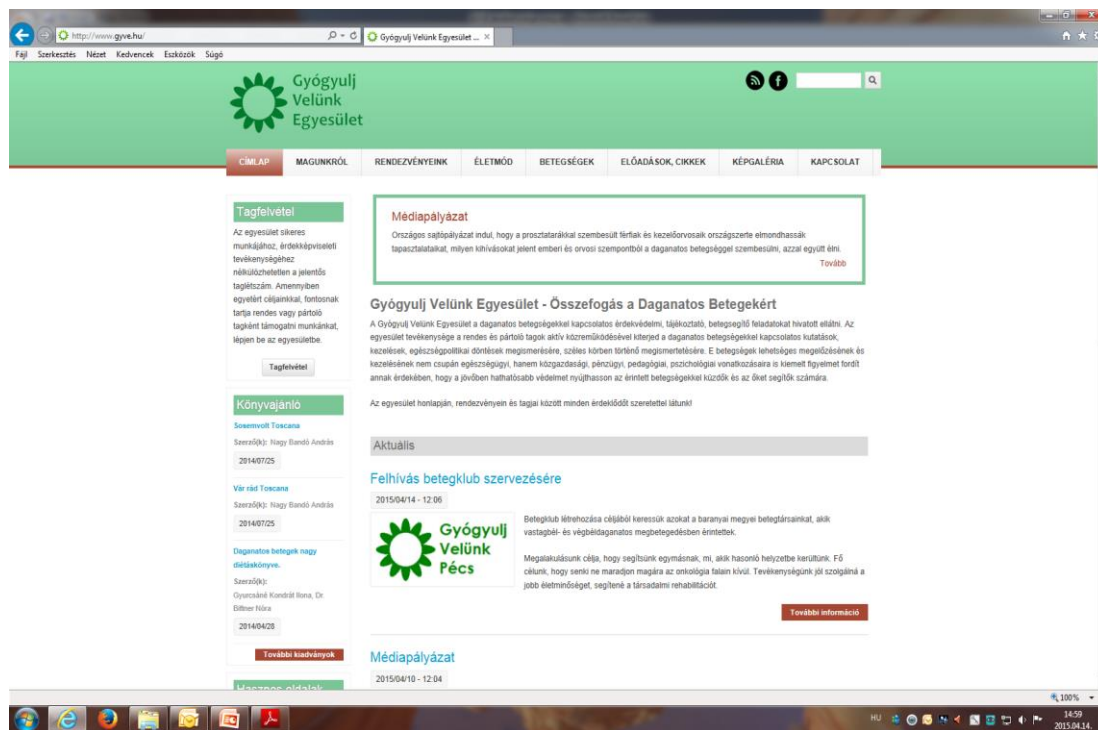 http://www.gyve.hu/
Gyógyulj Velünk Egyesület ...
Fájl Szerkesztés Nézet Kedvencek Eszközök Súgó
Gyógyulj
Velünk
Egyesület
CÍMLAP MAGUNKRÓL RENDEZVÉNYEINK ÉLETMÓD BETEGSÉGEK ELŐADÁSOK, CIKKEK KÉPGALÉRIA KAPCSOLAT
Tagfelvétel
Az egyesület sikeres
munkájához, érdekképviseleti
tevékenységéhez
nélkülözhetetlen a jelentős
taglétszám. Amennyiben
egyetért céljainkkal, fontosnak
tartja rendes vagy pártoló
tagként támogatni munkánkat,
lépjen be az egyesületbe.
Tagfelvétel
Könyvajánló
Sosemvolt Toscana
Szerző(k): Nagy Bandó András
2014/07/25
Vár rád Toscana
Szerző(k): Nagy Bandó András
2014/07/25
Daganatos betegek nagy
diétáskönyve.
Szerző(k):
Gyurcsáné Kondrát Ilona, Dr.
Bittner Nóra
2014/04/28
További kiadványok
Hasznos oldalak
Médiapályázat
Országos sajtópályázat indul, hogy a prosztatarákkal szembesült férfiak és kezelőorvosaik országszerte elmondhassák
tapasztalataikat, milyen kihívásokat jelent emberi és orvosi szempontból a daganatos betegséggel szembesülni, azzal együtt élni.
Tovább
Gyógyulj Velünk Egyesület - Összefogás a Daganatos Betegekért
A Gyógyulj Velünk Egyesület a daganatos betegségekkel kapcsolatos érdekvédelmi, tájékoztató, betegsegítő feladatokat hivatott ellátni. Az
egyesület tevékenysége a rendes és pártoló tagok aktív közreműködésével kiterjed a daganatos betegségekkel kapcsolatos kutatások,
kezelések, egészségpolitikai döntések megismerésére, széles körben történő megismertetésére. E betegségek lehetséges megelőzésének és
kezelésének nem csupán egészségügyi, hanem közgazdasági, pénzügyi, pedagógiai, pszichológiai vonatkozásaira is kiemelt figyelmet fordít
annak érdekében, hogy a jövőben hathatósabb védelmet nyújthasson az érintett betegségekkel küzdők és az őket segítők számára.
Az egyesület honlapján, rendezvényein és tagjai között minden érdeklődőt szeretettel látunk!
Aktuális
Felhívás betegklub szervezésére
2015/04/14 - 12:06
Gyógyulj
Velünk
Pécs
Betegklub létrehozása céljából keressük azokat a baranyai megyei betegtársainkat, akik
vastagbél- és végbéldaganatos megbetegedésben érintettek.
Megalakulásunk célja, hogy segítsünk egymásnak, mi, akik hasonló helyzetbe kerültünk. Fő
célunk, hogy senki ne maradjon magára az onkológia falain kívül. Tevékenységünk jól szolgálná a
jobb életminőséget, segítené a társadalmi rehabilitációt.
További információ
Médiapályázat
2015/04/10 - 12:04
100%
HU
14:59
2015.04.14.